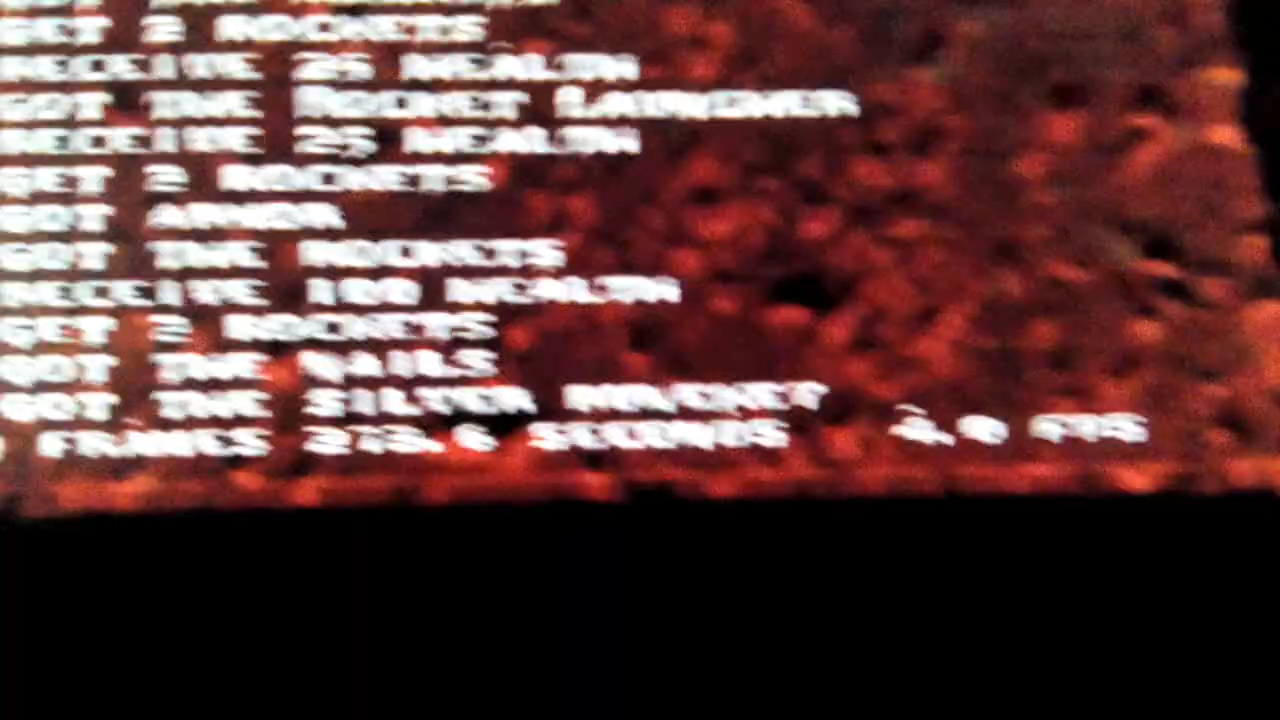 GET 2 ROCKETS
RECEIVE 25 HEALTH
GOT THE ROCKET LAUNCHER
RECEIVE 25 HEALTH
GET 2 ROCKETS
GOT ARMOR
GOT THE ROCKETS
RECEIVE 100 HEALTH
GET 2 ROCKETS
GOT THE NAILS
GOT THE SILVER KEYCARD
FRAMES SECONDS FPS